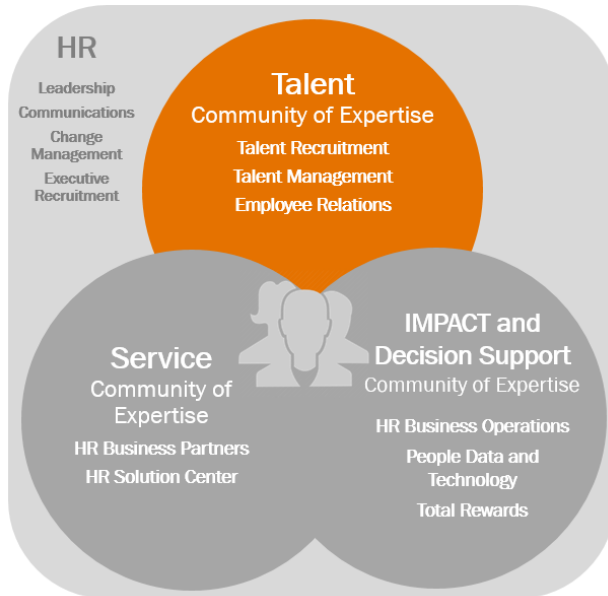 HR
Leadership
Communications
Change
Management
Executive
Recruitment
Talent
Community of Expertise
Talent Recruitment
Talent Management
Employee Relations
Service
Community of
Expertise
HR Business Partners
HR Solution Center
IMPACT and
Decision Support
Community of Expertise
HR Business Operations
People Data and
Technology
Total Rewards